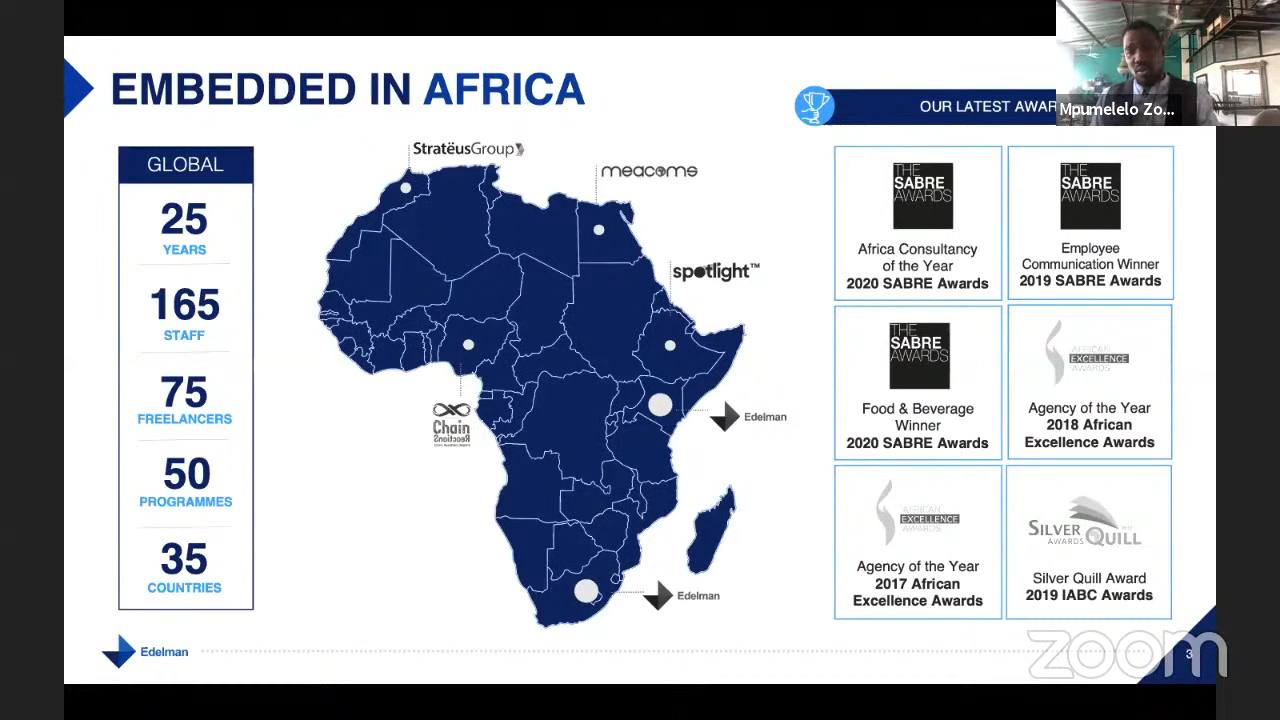 EMBEDDED IN AFRICA
OUR LATEST AWAR
Mpumelelo Zo...
GLOBAL
25
YEARS
165
STAFF
75
FREELANCERS
50
PROGRAMMES
35
COUNTRIES
StratëusGroup
meacoms
spotlight™
Chain
Reactions
Edelman
Edelman
THE
SABRE
AWARDS
Africa Consultancy
of the Year
2020 SABRE Awards
THE
SABRE
AWARDS
Employee
Communication Winner
2019 SABRE Awards
THE
SABRE
AWARDS
Food & Beverage
Winner
2020 SABRE Awards
AFRICAN
EXCELLENCE
AWARDS
Agency of the Year
2018 African
Excellence Awards
AFRICAN
EXCELLENCE
AWARDS
Agency of the Year
2017 African
Excellence Awards
SILVER
AWARDS QUILL
Silver Quill Award
2019 IABC Awards
Edelman
3
zoom